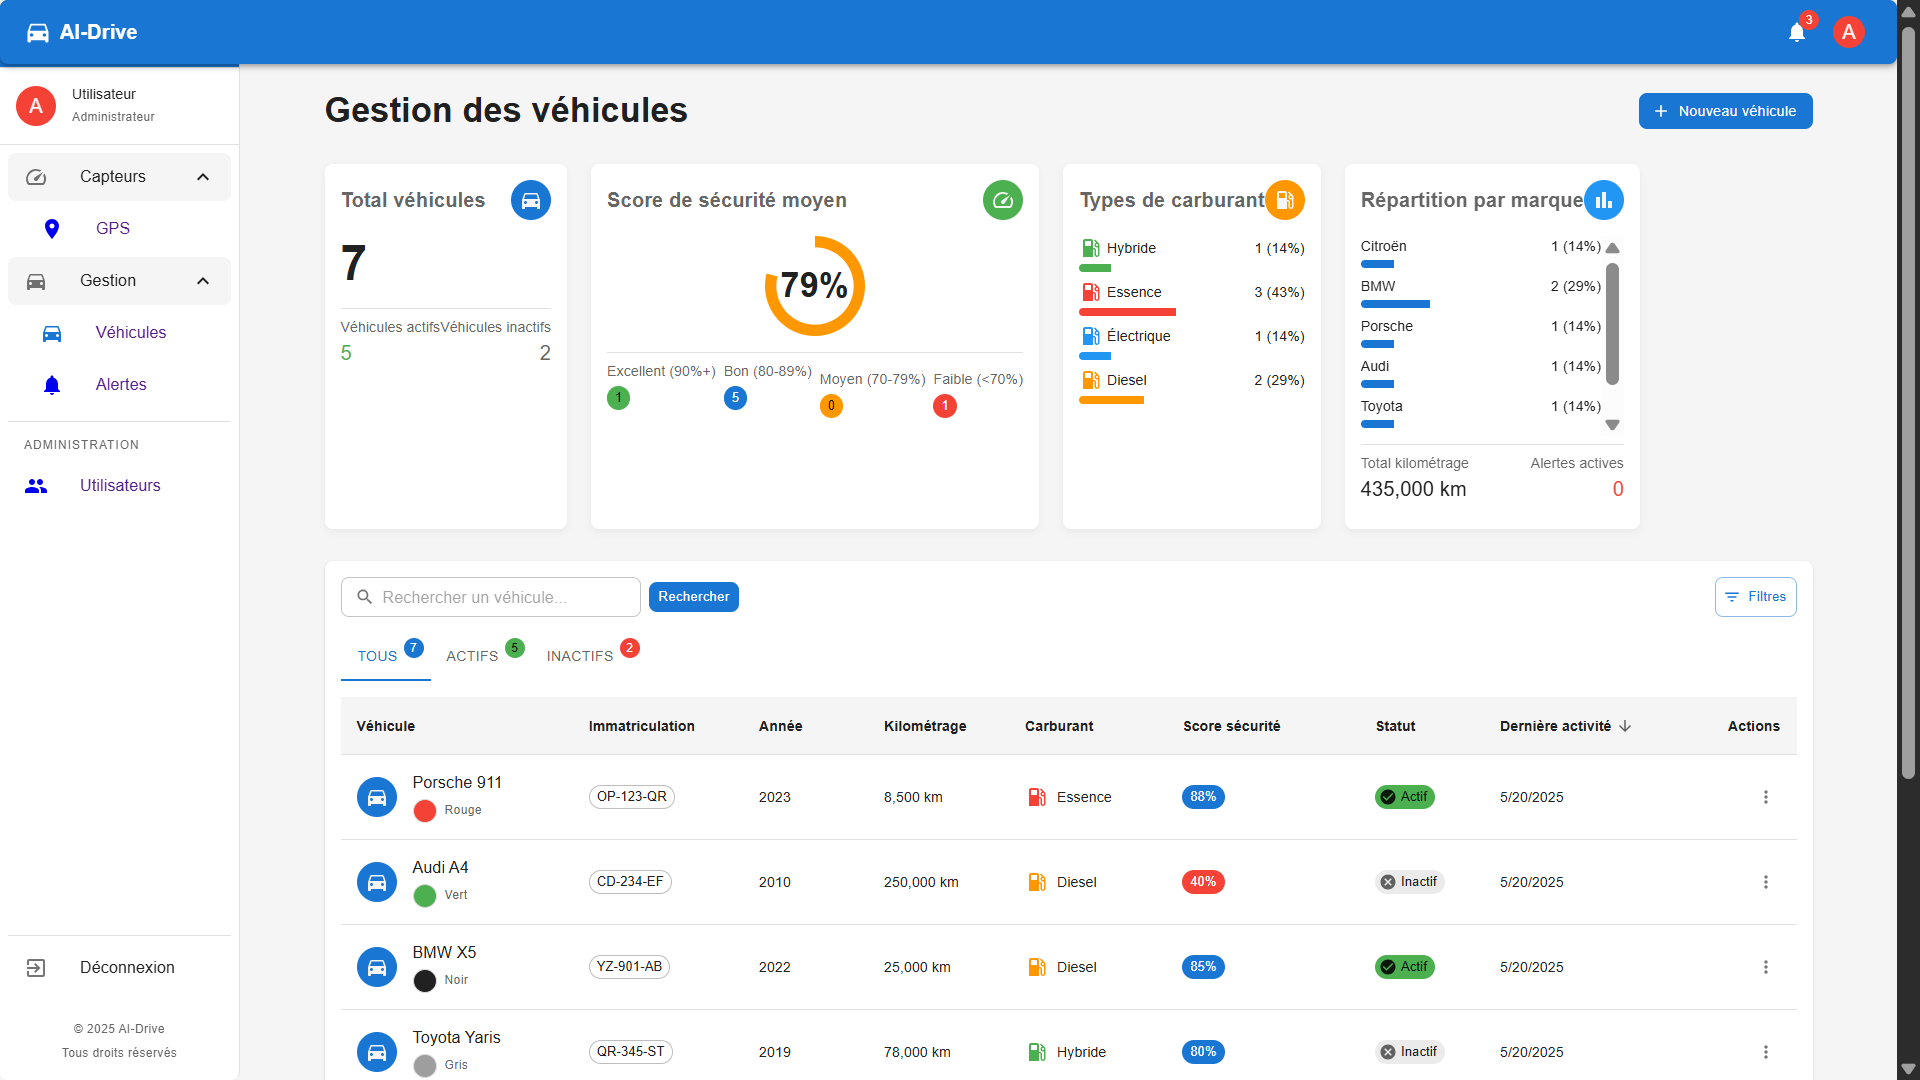 AI-Drive
3
A
A
Utilisateur
Administrateur
Capteurs
GPS
Gestion
Véhicules
Alertes
ADMINISTRATION
Utilisateurs
Déconnexion
© 2025 AI-Drive
Tous droits réservés
Gestion des véhicules
Nouveau véhicule
Total véhicules
7
Véhicules actifs Véhicules inactifs
5 2
Score de sécurité moyen
79%
Excellent (90%+) Bon (80-89%) Moyen (70-79%) Faible (<70%)
1 5 0 1
Types de carburant
Hybride 1 (14%)
Essence 3 (43%)
Électrique 1 (14%)
Diesel 2 (29%)
Répartition par marque
Citroën 1 (14%)
BMW 2 (29%)
Porsche 1 (14%)
Audi 1 (14%)
Toyota 1 (14%)
Total kilométrage Alertes actives
435,000 km 0
Rechercher un véhicule...
Rechercher
Filtres
TOUS 7 ACTIFS 5 INACTIFS 2
Véhicule Immatriculation Année Kilométrage Carburant Score sécurité Statut Dernière activité Actions
Porsche 911
Rouge
OP-123-QR 2023 8,500 km Essence 88% Actif 5/20/2025
Audi A4
Vert
CD-234-EF 2010 250,000 km Diesel 40% Inactif 5/20/2025
BMW X5
Noir
YZ-901-AB 2022 25,000 km Diesel 85% Actif 5/20/2025
Toyota Yaris
Gris
QR-345-ST 2019 78,000 km Hybride 80% Inactif 5/20/2025